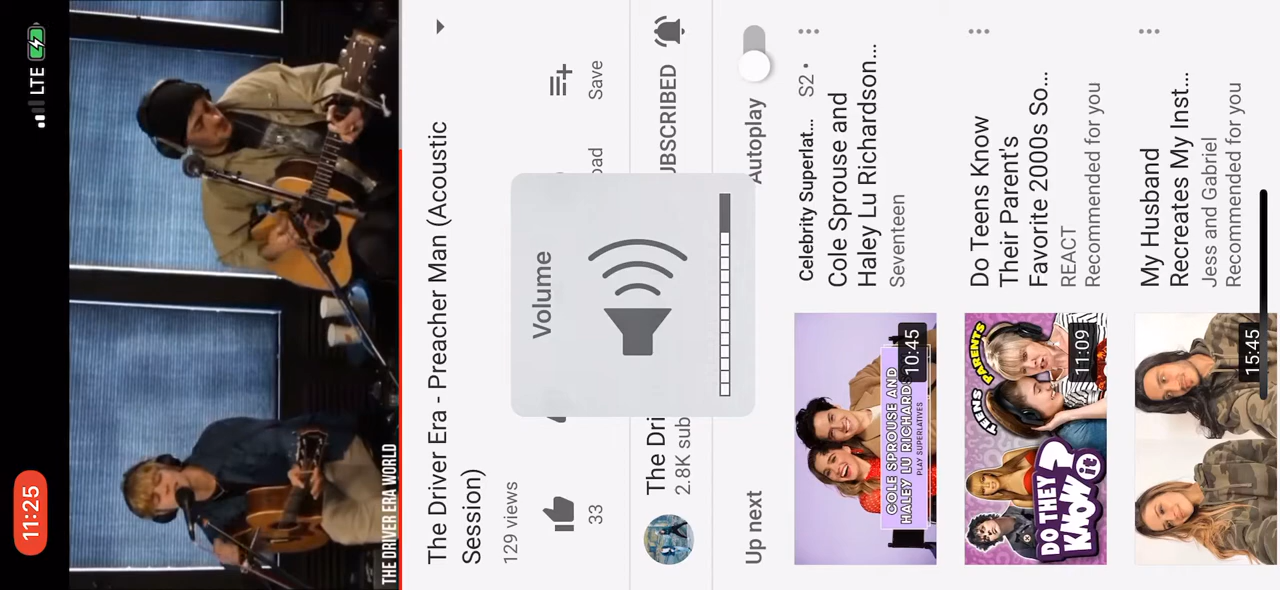 11:25
LTE
THE DRIVER ERA WORLD
The Driver Era - Preacher Man (Acoustic
Session)
129 views
33
Save
Volume
The Dri
2.8K sub
UBSCRIBED
Up next
Autoplay
COLE SPROUSE AND
HALEY LU RICHARDS
PLAY SUPERLATIVES
10:45
Celebrity Superlat... S2 •
Cole Sprouse and
Haley Lu Richardson...
Seventeen
TEENS PARENTS
DO THEY
KNOW it?
11:09
Do Teens Know
Their Parent's
Favorite 2000s So...
REACT
Recommended for you
15:45
My Husband
Recreates My Inst...
Jess and Gabriel
Recommended for you